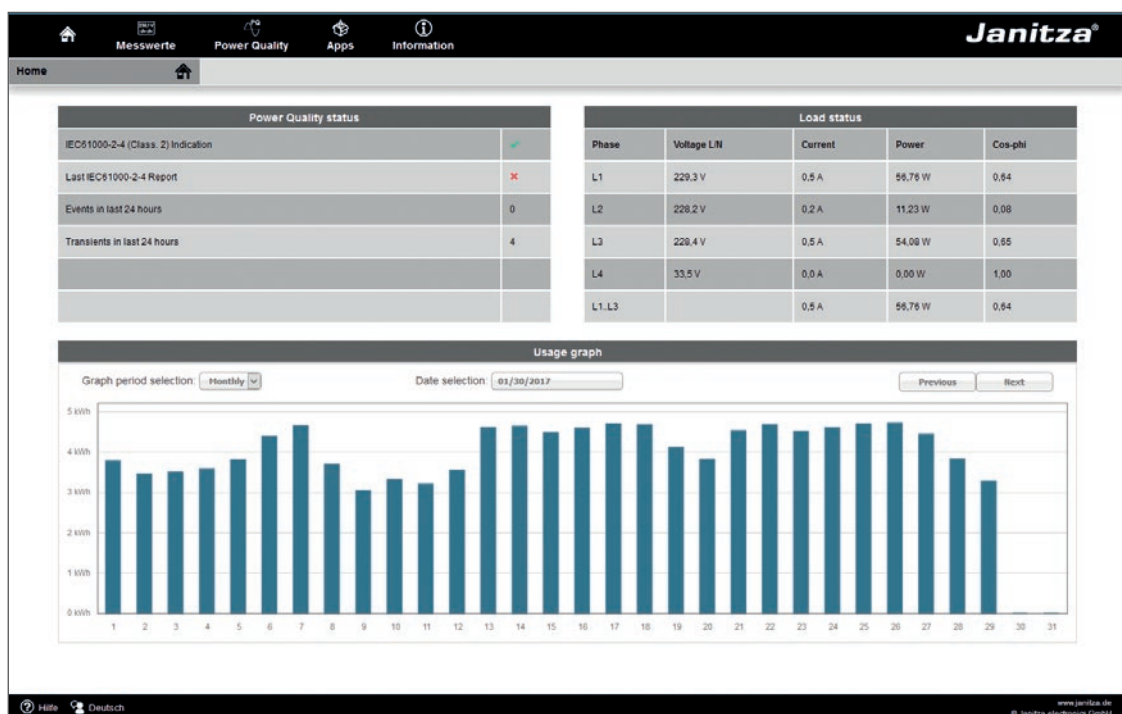 Messwerte Power Quality Apps Information Janitza®
Home
Power Quality status
IEC61000-2-4 (Class. 2) Indication
Last IEC61000-2-4 Report
Events in last 24 hours 0
Transients in last 24 hours 4
Load status
Phase Voltage L/N Current Power Cos-phi
L1 229,3 V 0,5 A 56,76 W 0,64
L2 228,2 V 0,2 A 11,23 W 0,08
L3 228,4 V 0,5 A 54,08 W 0,65
L4 33,5 V 0,0 A 0,00 W 1,00
L1..L3 0,5 A 56,76 W 0,64
Usage graph
Graph period selection: Monthly Date selection: 01/30/2017 Previous Next
5 kWh
4 kWh
3 kWh
2 kWh
1 kWh
0 kWh
1 2 3 4 5 6 7 8 9 10 11 12 13 14 15 16 17 18 19 20 21 22 23 24 25 26 27 28 29 30 31
Hilfe Deutsch
www.janitza.de
© Janitza electronics GmbH